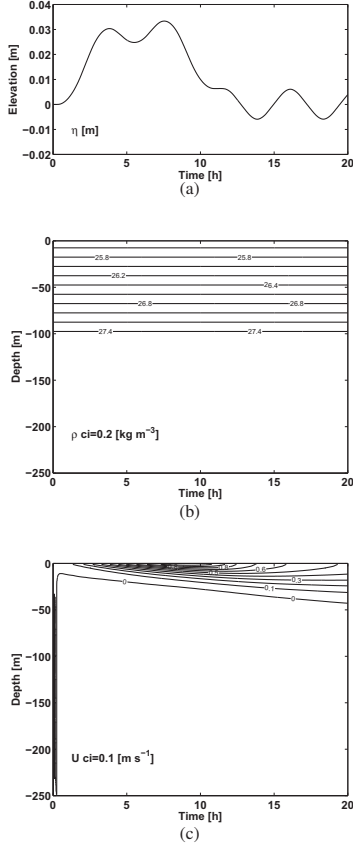 0.04
0.03
0.02
0.01
0
−0.01
−0.02
Elevation [m]
η [m]
0 5 10 15 20
Time [h]
(a)
0
−50
−100
−150
−200
−250
Depth [m]
25.8 25.8
26.2
26.4
26.8 26.8
27.4 27.4
ρ ci=0.2 [kg m−3]
0 5 10 15 20
Time [h]
(b)
0
−50
−100
−150
−200
−250
Depth [m]
0.6
0.3
0.1
0
0
U ci=0.1 [m s−1]
0 5 10 15 20
Time [h]
(c)